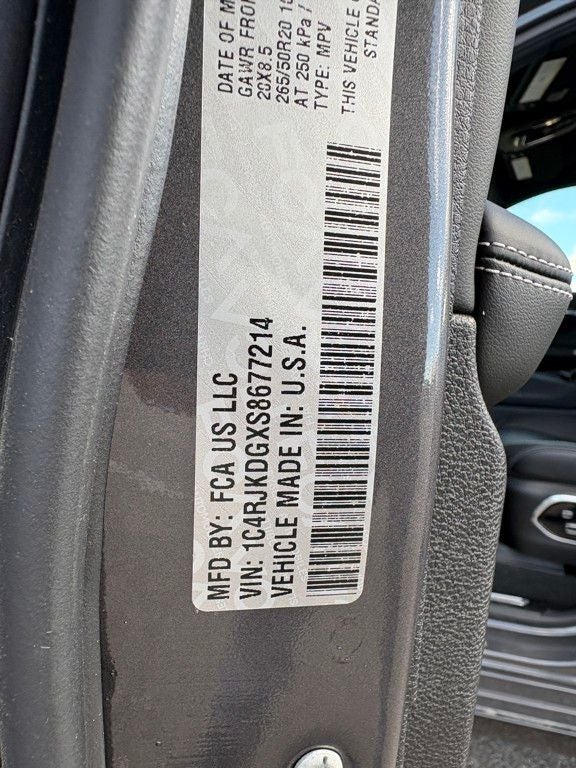 MFD BY: FCA US LLC
VIN: 1C4RJKDGXS8677214
VEHICLE MADE IN: U.S.A.
DATE OF M
GAWR FRON
20X8.5
265/50R20
AT 250 kPa /
TYPE: MPV
THIS VEHICLE
STANDA